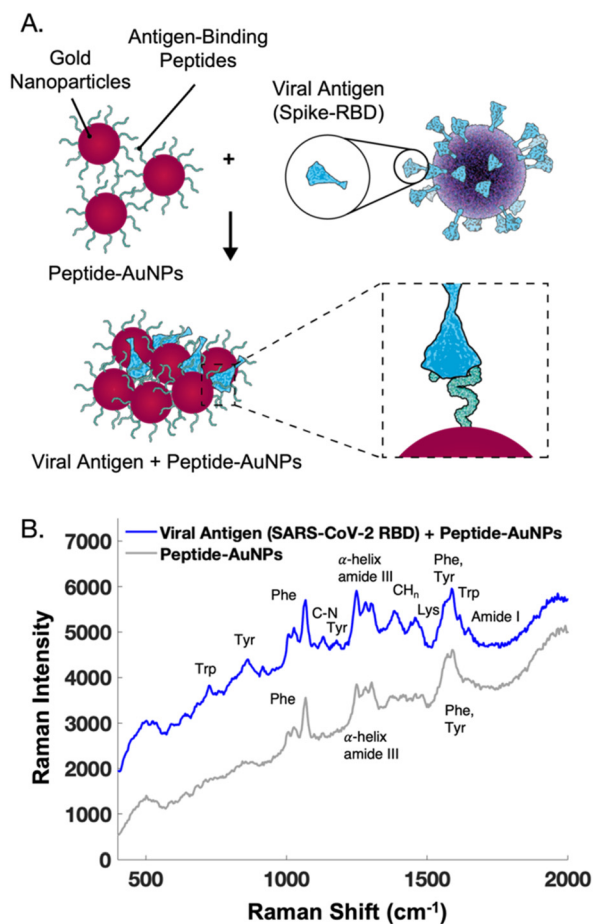 A.
Gold
Nanoparticles
Antigen-Binding
Peptides
+
Viral Antigen
(Spike-RBD)
Peptide-AuNPs
Viral Antigen + Peptide-AuNPs
B.
Viral Antigen (SARS-CoV-2 RBD) + Peptide-AuNPs
Peptide-AuNPs
7000
6000
5000
4000
3000
2000
1000
0
Raman Intensity
Trp
Tyr
Phe
C-N
Tyr
α-helix
amide III
CHn
Lys
Phe,
Tyr
Trp
Amide I
Phe
α-helix
amide III
Phe,
Tyr
500
1000
1500
2000
Raman Shift (cm-1)